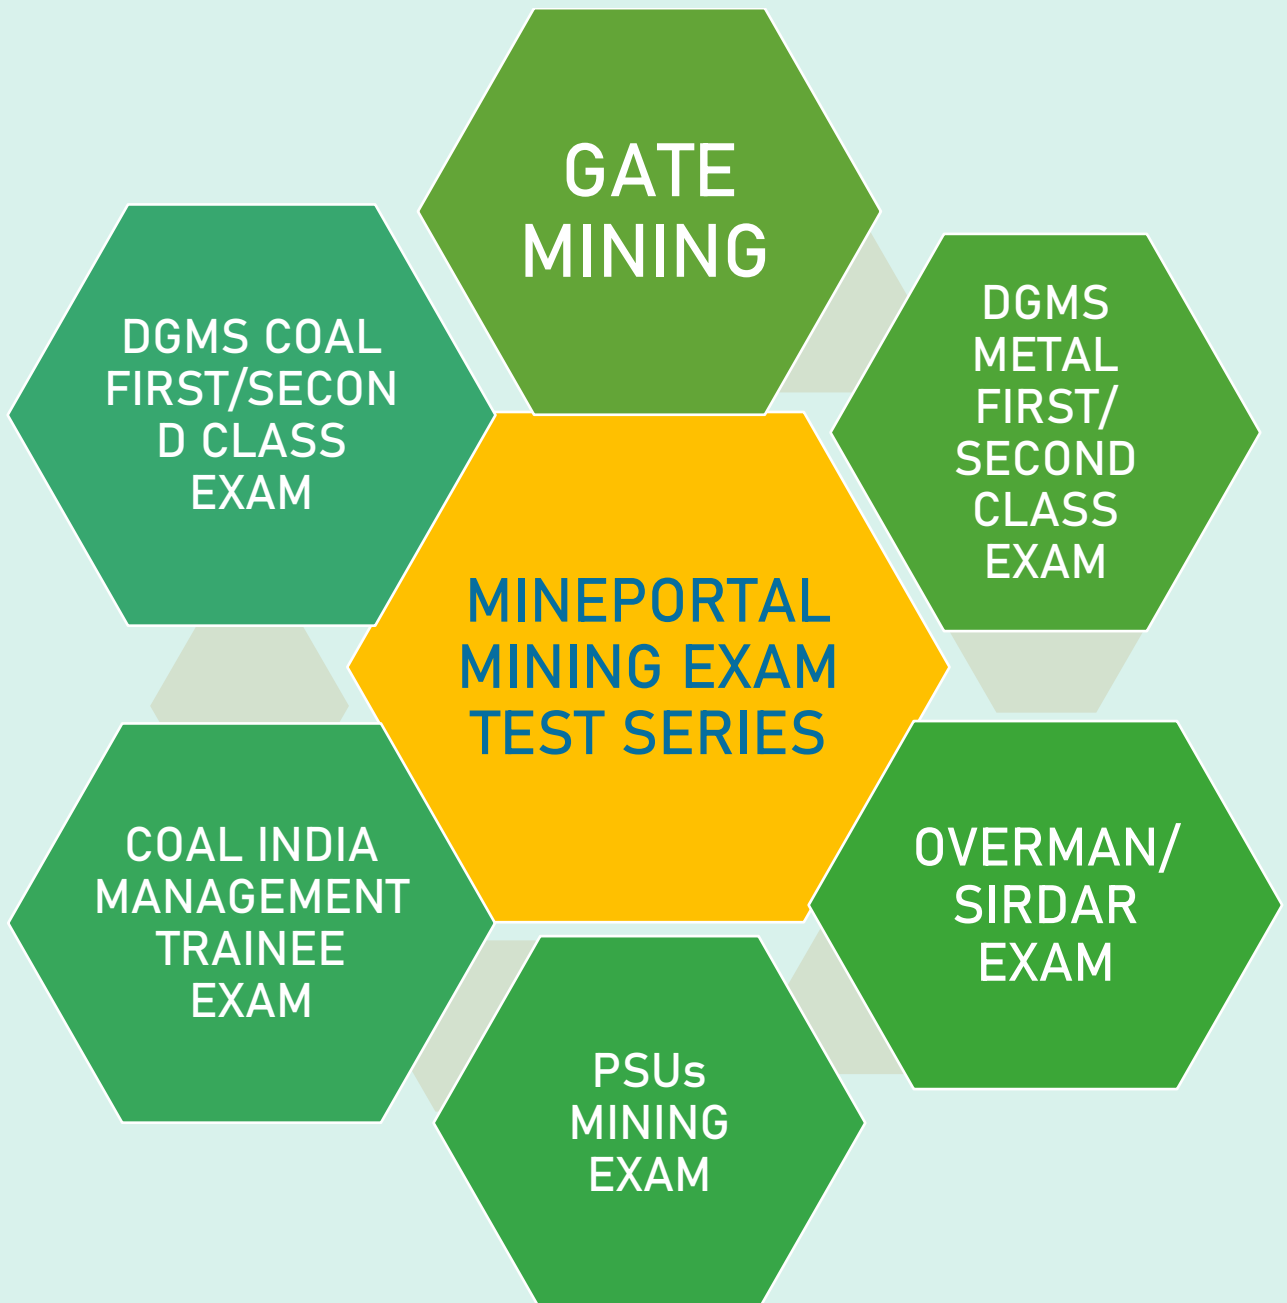 GATE
MINING
DGMS COAL
FIRST/SECON
D CLASS
EXAM
DGMS
METAL
FIRST/
SECOND
CLASS
EXAM
MINEPORTAL
MINING EXAM
TEST SERIES
COAL INDIA
MANAGEMENT
TRAINEE
EXAM
OVERMAN/
SIRDAR
EXAM
PSUs
MINING
EXAM